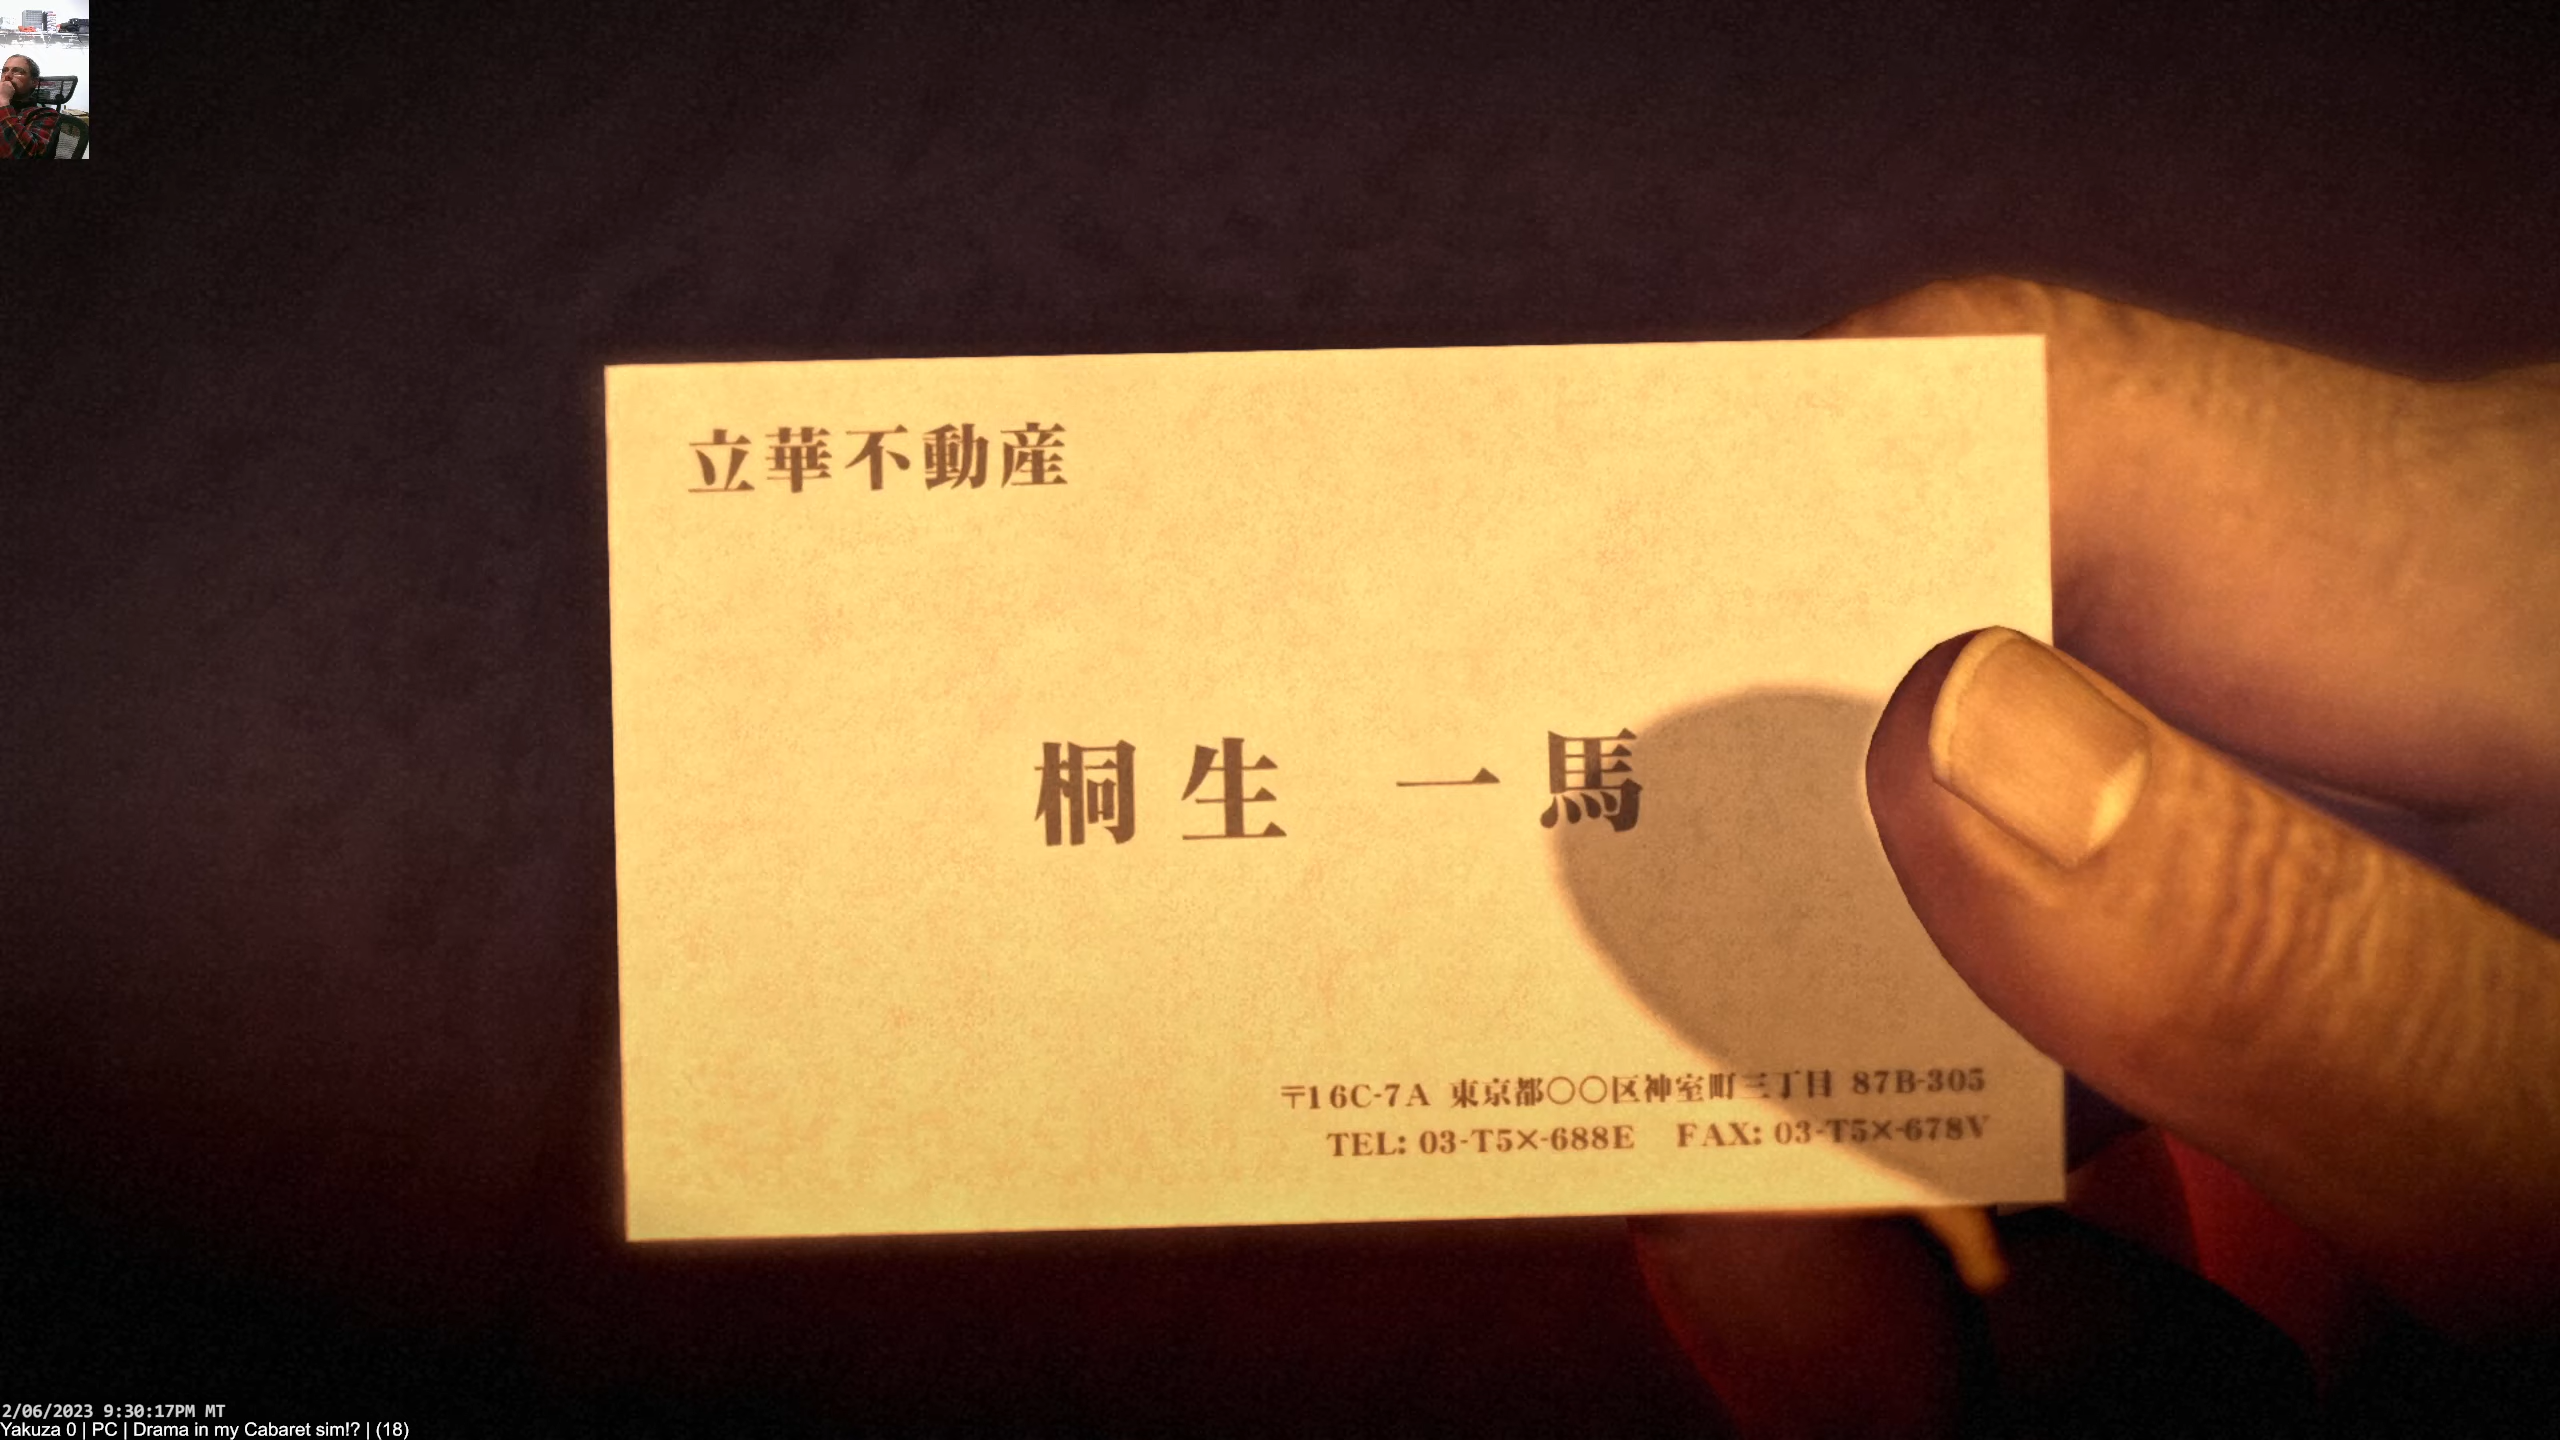 立華不動産
桐生 一馬
〒16C-7A 東京都〇〇区神室町三丁目 87B-305
TEL: 03-T5×-688E FAX: 03-T5×-678V
2/06/2023 9:30:17PM MT
Yakuza 0 | PC | Drama in my Cabaret sim!? | (18)